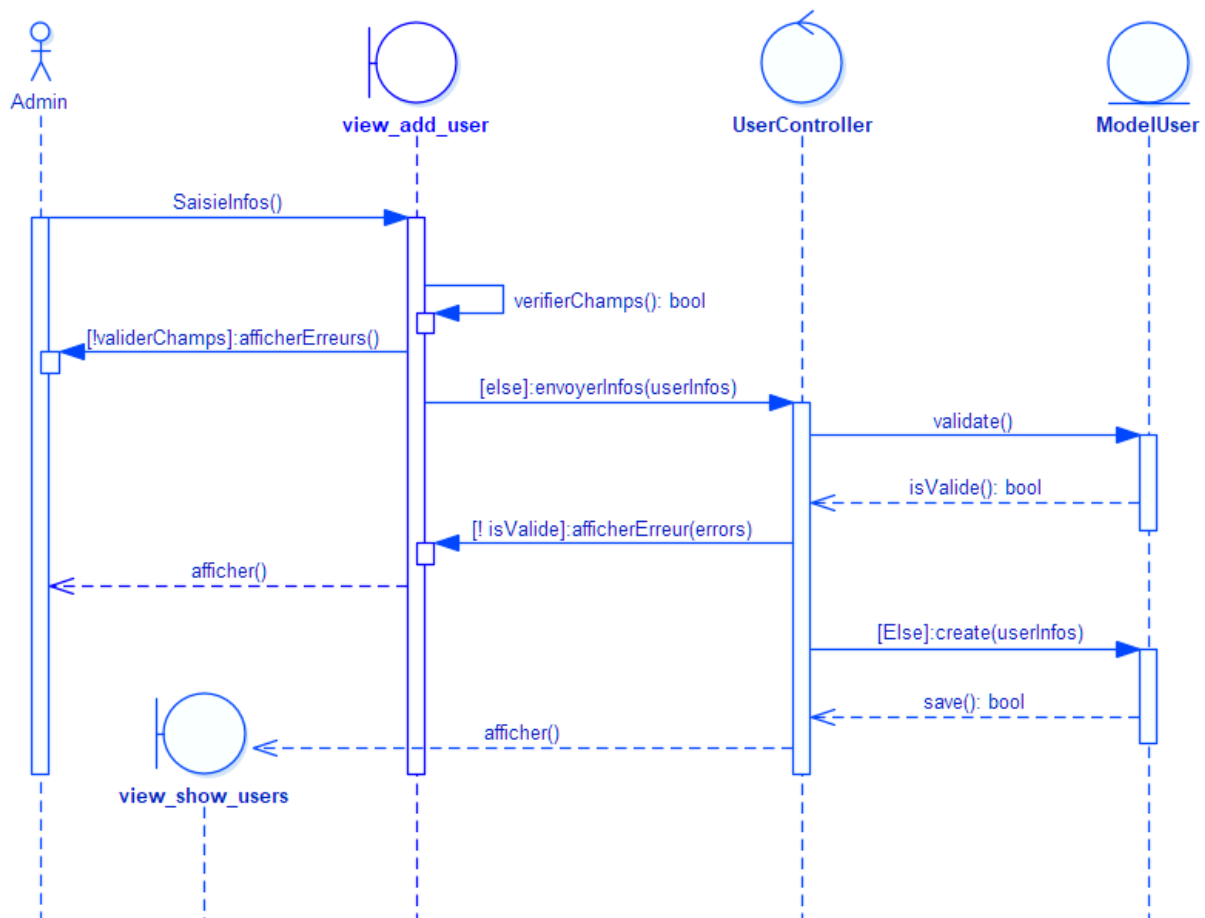 Admin
view_add_user
UserController
ModelUser
SaisieInfos()
verifierChamps(): bool
[!validerChamps]:afficherErreurs()
[else]:envoyerInfos(userInfos)
validate()
isValide(): bool
[! isValide]:afficherErreur(errors)
afficher()
[Else]:create(userInfos)
save(): bool
afficher()
view_show_users